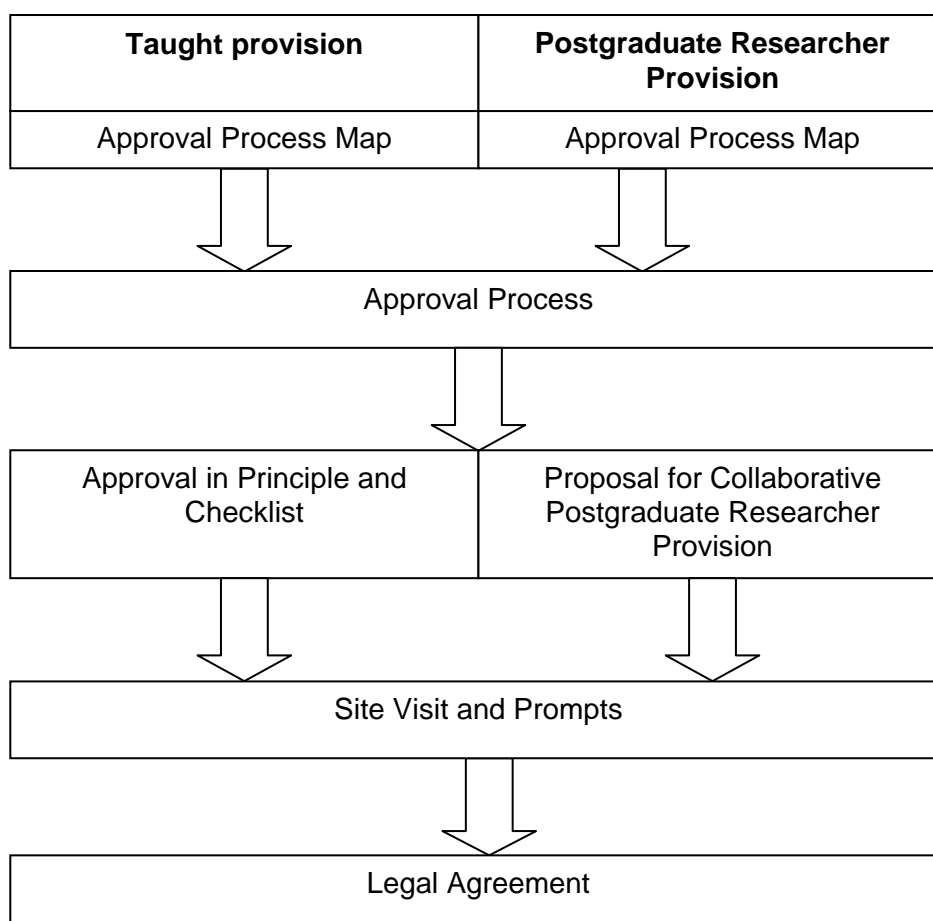 Taught provision
Postgraduate Researcher
Provision
Approval Process Map
Approval Process Map
Approval Process
Approval in Principle and
Checklist
Proposal for Collaborative
Postgraduate Researcher
Provision
Site Visit and Prompts
Legal Agreement